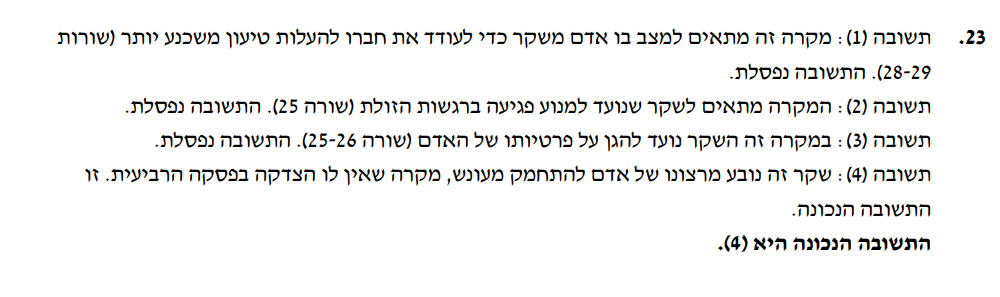 23. תשובה (1): מקרה זה מתאים למצב בו אדם משקר כדי לעודד את חברו להעלות טיעון משכנע יותר (שורות
28-29). התשובה נפסלת.
תשובה (2): המקרה מתאים לשקר שנועד למנוע פגיעה ברגשות הזולת (שורה 25). התשובה נפסלת.
תשובה (3): במקרה זה השקר נועד להגן על פרטיותו של האדם (שורה 25-26). התשובה נפסלת.
תשובה (4): שקר זה נובע מרצונו של אדם להתחמק מעונש, מקרה שאין לו הצדקה בפסקה הרביעית. זו
התשובה הנכונה.
התשובה הנכונה היא (4).